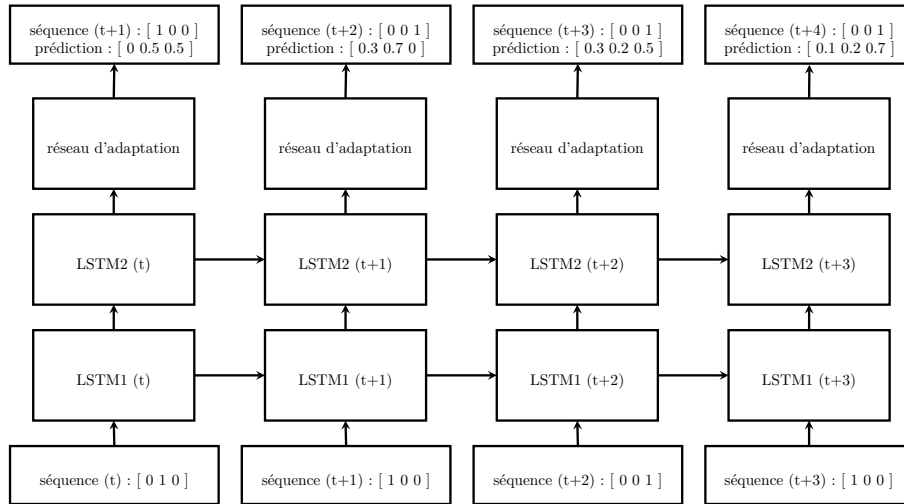 séquence (t+1) : [ 1 0 0 ]
prédiction : [ 0 0.5 0.5 ]
séquence (t+2) : [ 0 0 1 ]
prédiction : [ 0.3 0.7 0 ]
séquence (t+3) : [ 0 0 1 ]
prédiction : [ 0.3 0.2 0.5 ]
séquence (t+4) : [ 0 0 1 ]
prédiction : [ 0.1 0.2 0.7 ]
réseau d'adaptation
réseau d'adaptation
réseau d'adaptation
réseau d'adaptation
LSTM2 (t)
LSTM2 (t+1)
LSTM2 (t+2)
LSTM2 (t+3)
LSTM1 (t)
LSTM1 (t+1)
LSTM1 (t+2)
LSTM1 (t+3)
séquence (t) : [ 0 1 0 ]
séquence (t+1) : [ 1 0 0 ]
séquence (t+2) : [ 0 0 1 ]
séquence (t+3) : [ 1 0 0 ]